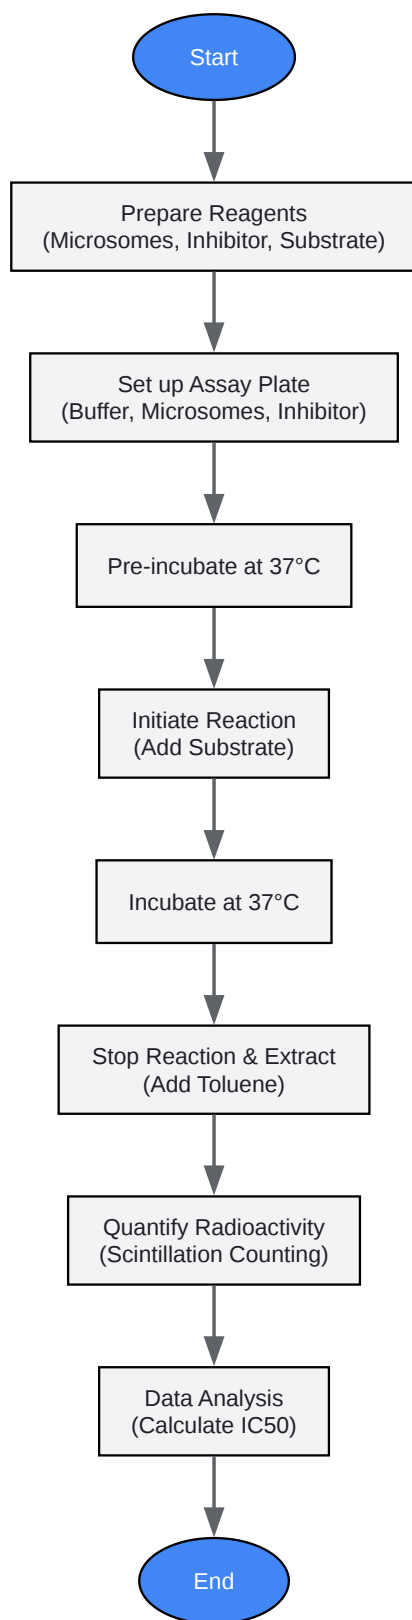 Start
Prepare Reagents
(Microsomes, Inhibitor, Substrate)
Set up Assay Plate
(Buffer, Microsomes, Inhibitor)
Pre-incubate at 37°C
Initiate Reaction
(Add Substrate)
Incubate at 37°C
Stop Reaction & Extract
(Add Toluene)
Quantify Radioactivity
(Scintillation Counting)
Data Analysis
(Calculate IC50)
End